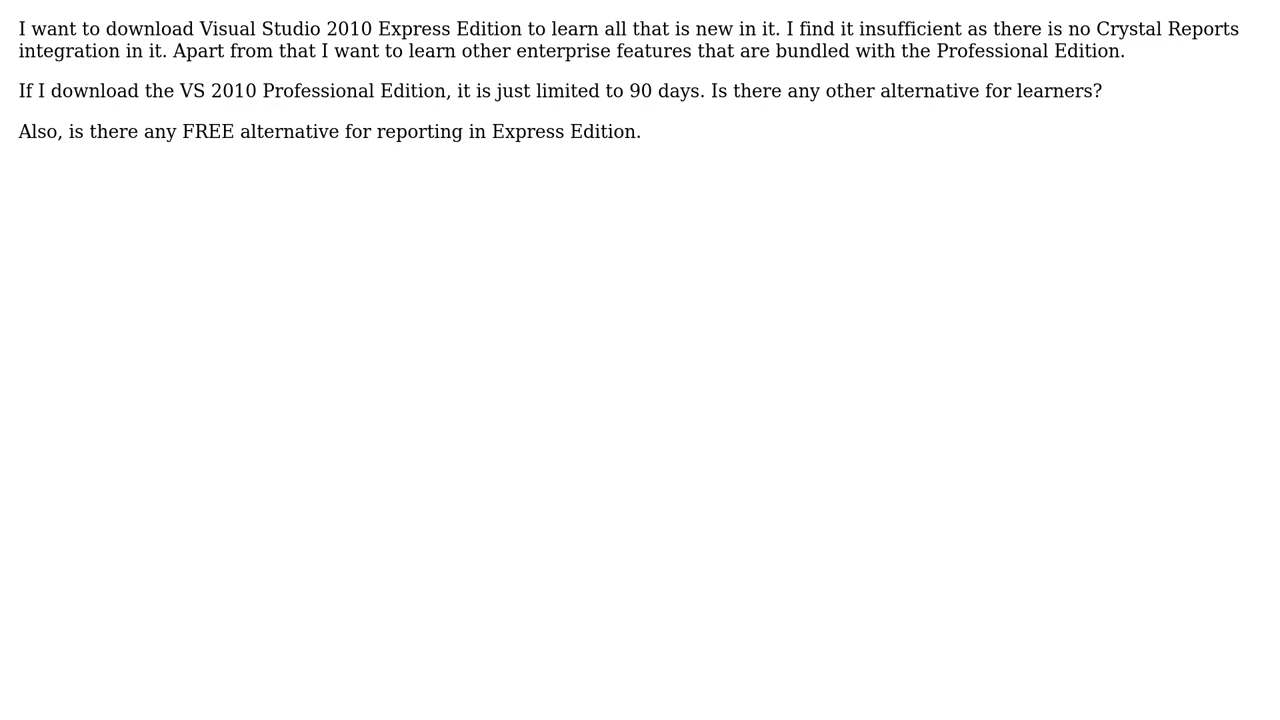 I want to download Visual Studio 2010 Express Edition to learn all that is new in it. I find it insufficient as there is no Crystal Reports
integration in it. Apart from that I want to learn other enterprise features that are bundled with the Professional Edition.
If I download the VS 2010 Professional Edition, it is just limited to 90 days. Is there any other alternative for learners?
Also, is there any FREE alternative for reporting in Express Edition.